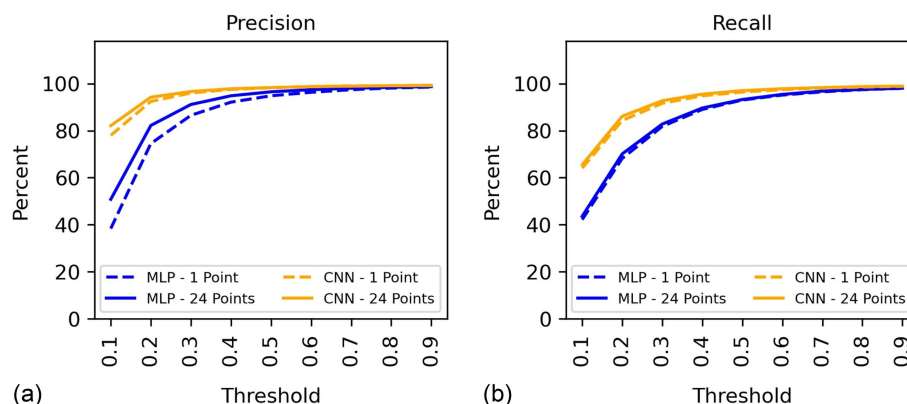 Precision
Percent
100
80
60
40
20
0
MLP - 1 Point
MLP - 24 Points
CNN - 1 Point
CNN - 24 Points
0.1
0.2
0.3
0.4
0.5
0.6
0.7
0.8
0.9
(a)
Threshold
Recall
Percent
100
80
60
40
20
0
MLP - 1 Point
MLP - 24 Points
CNN - 1 Point
CNN - 24 Points
0.1
0.2
0.3
0.4
0.5
0.6
0.7
0.8
0.9
(b)
Threshold